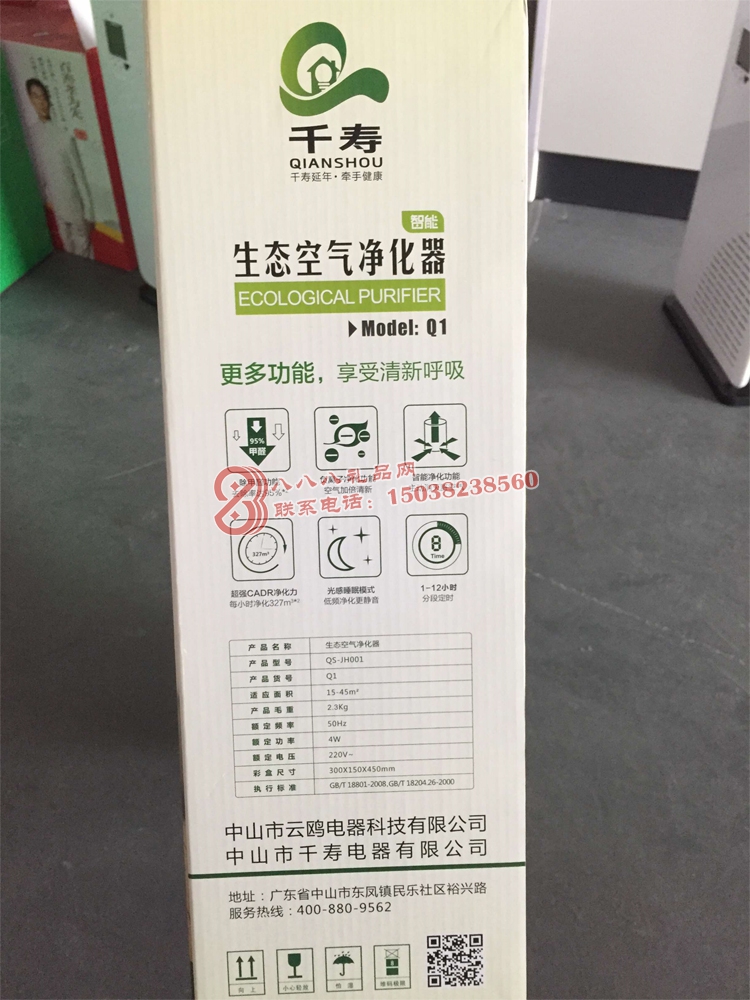 千寿
QIANSHOU
千寿延年·牵手健康
智能
生态空气净化器
ECOLOGICAL PURIFIER
Model: Q1
更多功能，享受清新呼吸
95%
甲醛
空气加倍清新
智能净化功能
八八八礼品网
联系电话：15038238560
327m³
8
Time
超强CADR净化力
每小时净化327m³
光感睡眠模式
低频净化更静音
1-12小时
分段定时
产品名称 生态空气净化器
产品型号 QS-JH001
产品货号 Q1
适应面积 15-45m²
产品毛重 2.3Kg
额定频率 50Hz
额定功率 4W
额定电压 220V~
彩盒尺寸 300X150X450mm
执行标准 GB/T 18801-2008.GB/T 18204.26-2000
中山市云鸥电器科技有限公司
中山市千寿电器有限公司
地址：广东省中山市东凤镇民乐社区裕兴路
服务热线：400-880-9562
向上
小心轻放
怕湿
堆码极限